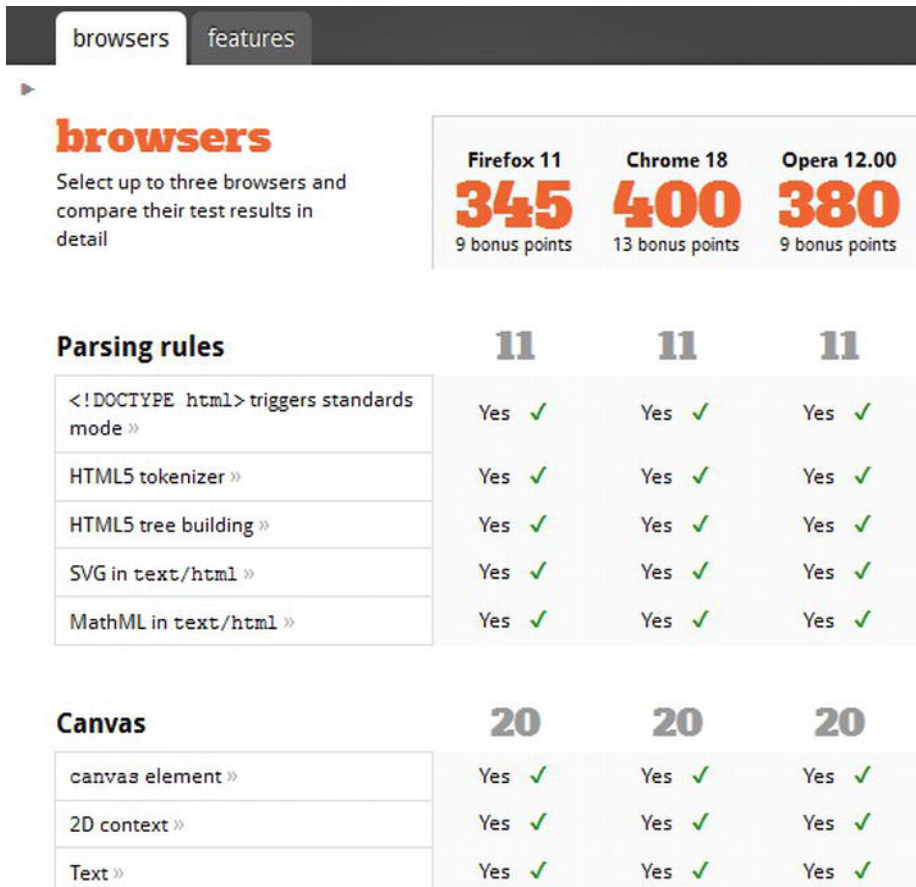 browsers features
browsers
Select up to three browsers and
compare their test results in
detail
Firefox 11 Chrome 18 Opera 12.00
345 400 380
9 bonus points 13 bonus points 9 bonus points
Parsing rules 11 11 11
<!DOCTYPE html> triggers standards
mode » Yes ✓ Yes ✓ Yes ✓
HTML5 tokenizer » Yes ✓ Yes ✓ Yes ✓
HTML5 tree building » Yes ✓ Yes ✓ Yes ✓
SVG in text/html » Yes ✓ Yes ✓ Yes ✓
MathML in text/html » Yes ✓ Yes ✓ Yes ✓
Canvas 20 20 20
canvas element » Yes ✓ Yes ✓ Yes ✓
2D context » Yes ✓ Yes ✓ Yes ✓
Text » Yes ✓ Yes ✓ Yes ✓